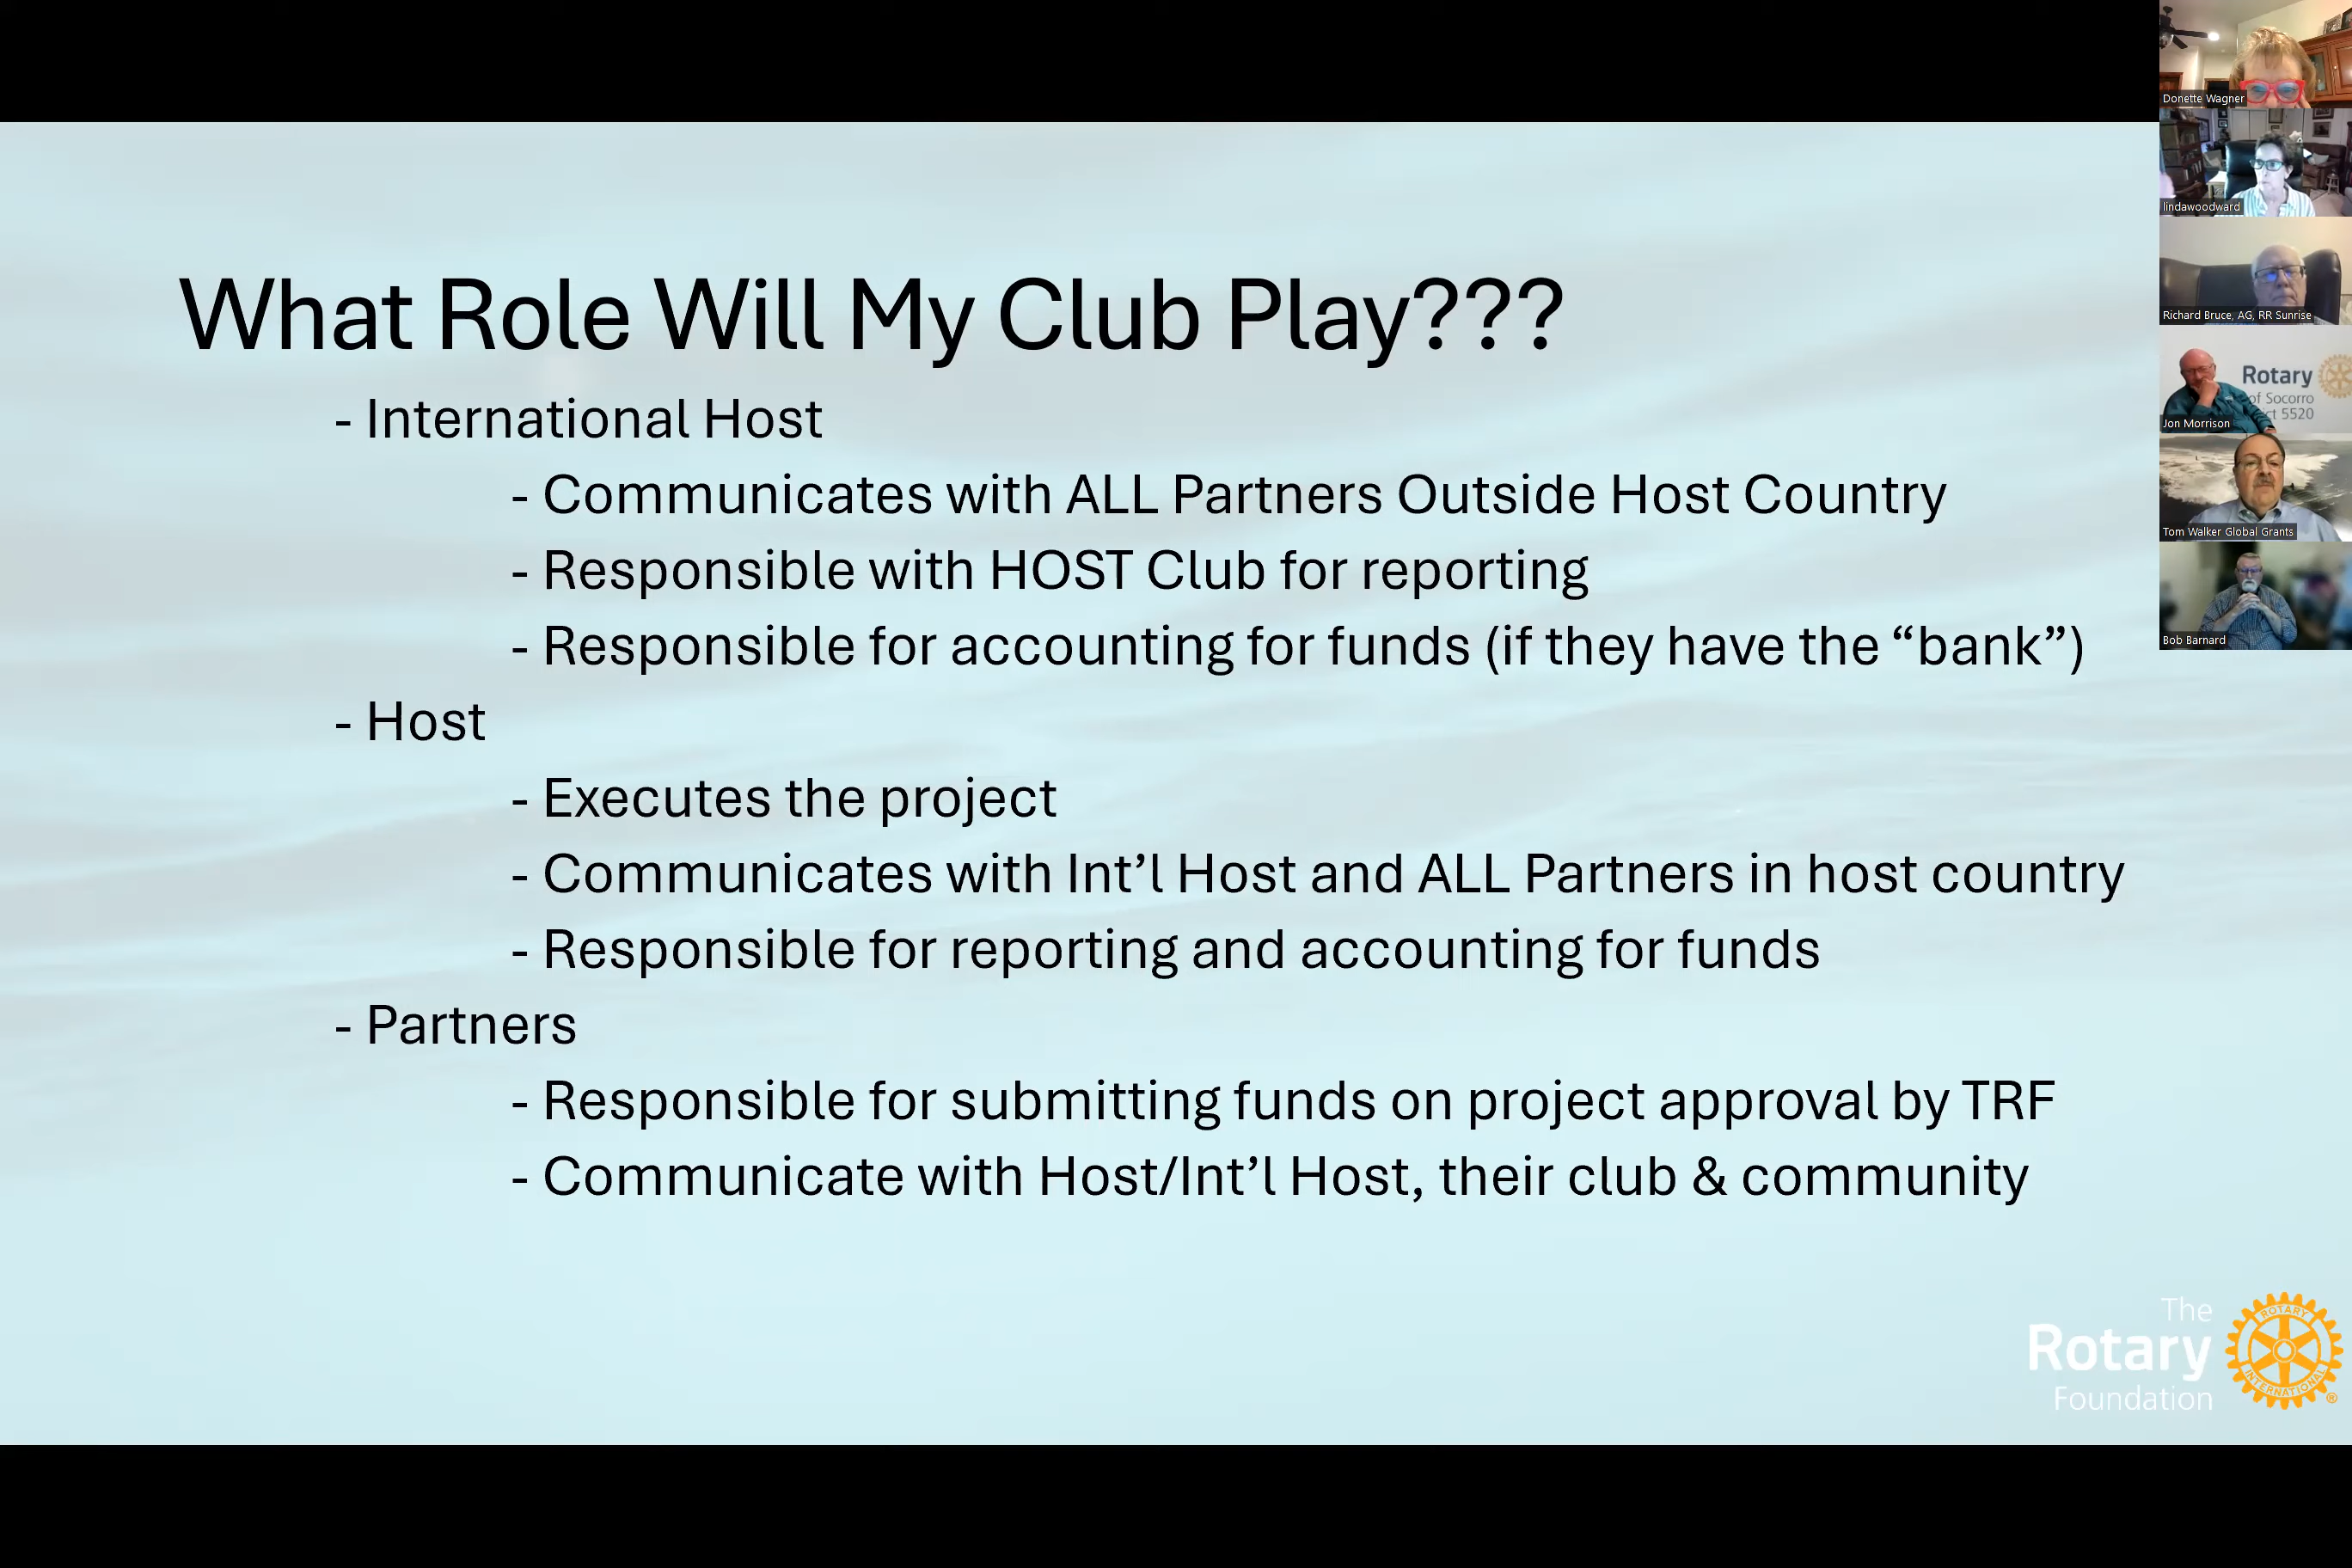 What Role Will My Club Play???
- International Host
- Communicates with ALL Partners Outside Host Country
- Responsible with HOST Club for reporting
- Responsible for accounting for funds (if they have the “bank”)
- Host
- Executes the project
- Communicates with Int’l Host and ALL Partners in host country
- Responsible for reporting and accounting for funds
- Partners
- Responsible for submitting funds on project approval by TRF
- Communicate with Host/Int’l Host, their club & community
The
Rotary
Foundation
ROTARY
INTERNATIONAL
®
Donette Wagner
lindawoodward
Richard Bruce, AG, RR Sunrise
Rotary
of Socorro
ct 5520
Jon Morrison
Tom Walker Global Grants
Bob Barnard